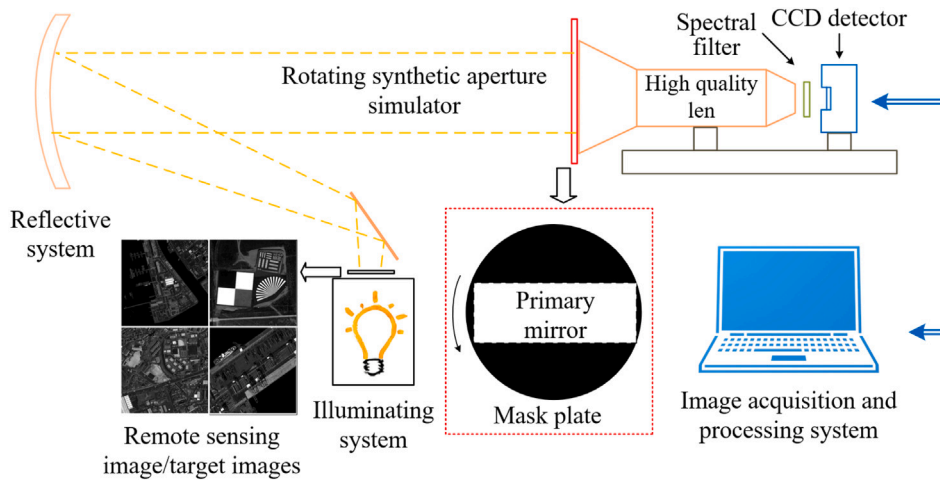 Spectral
filter
CCD detector
Rotating synthetic aperture
simulator
High quality
len
Reflective
system
Primary
mirror
Mask plate
Illuminating
system
Remote sensing
image/target images
Image acquisition and
processing system